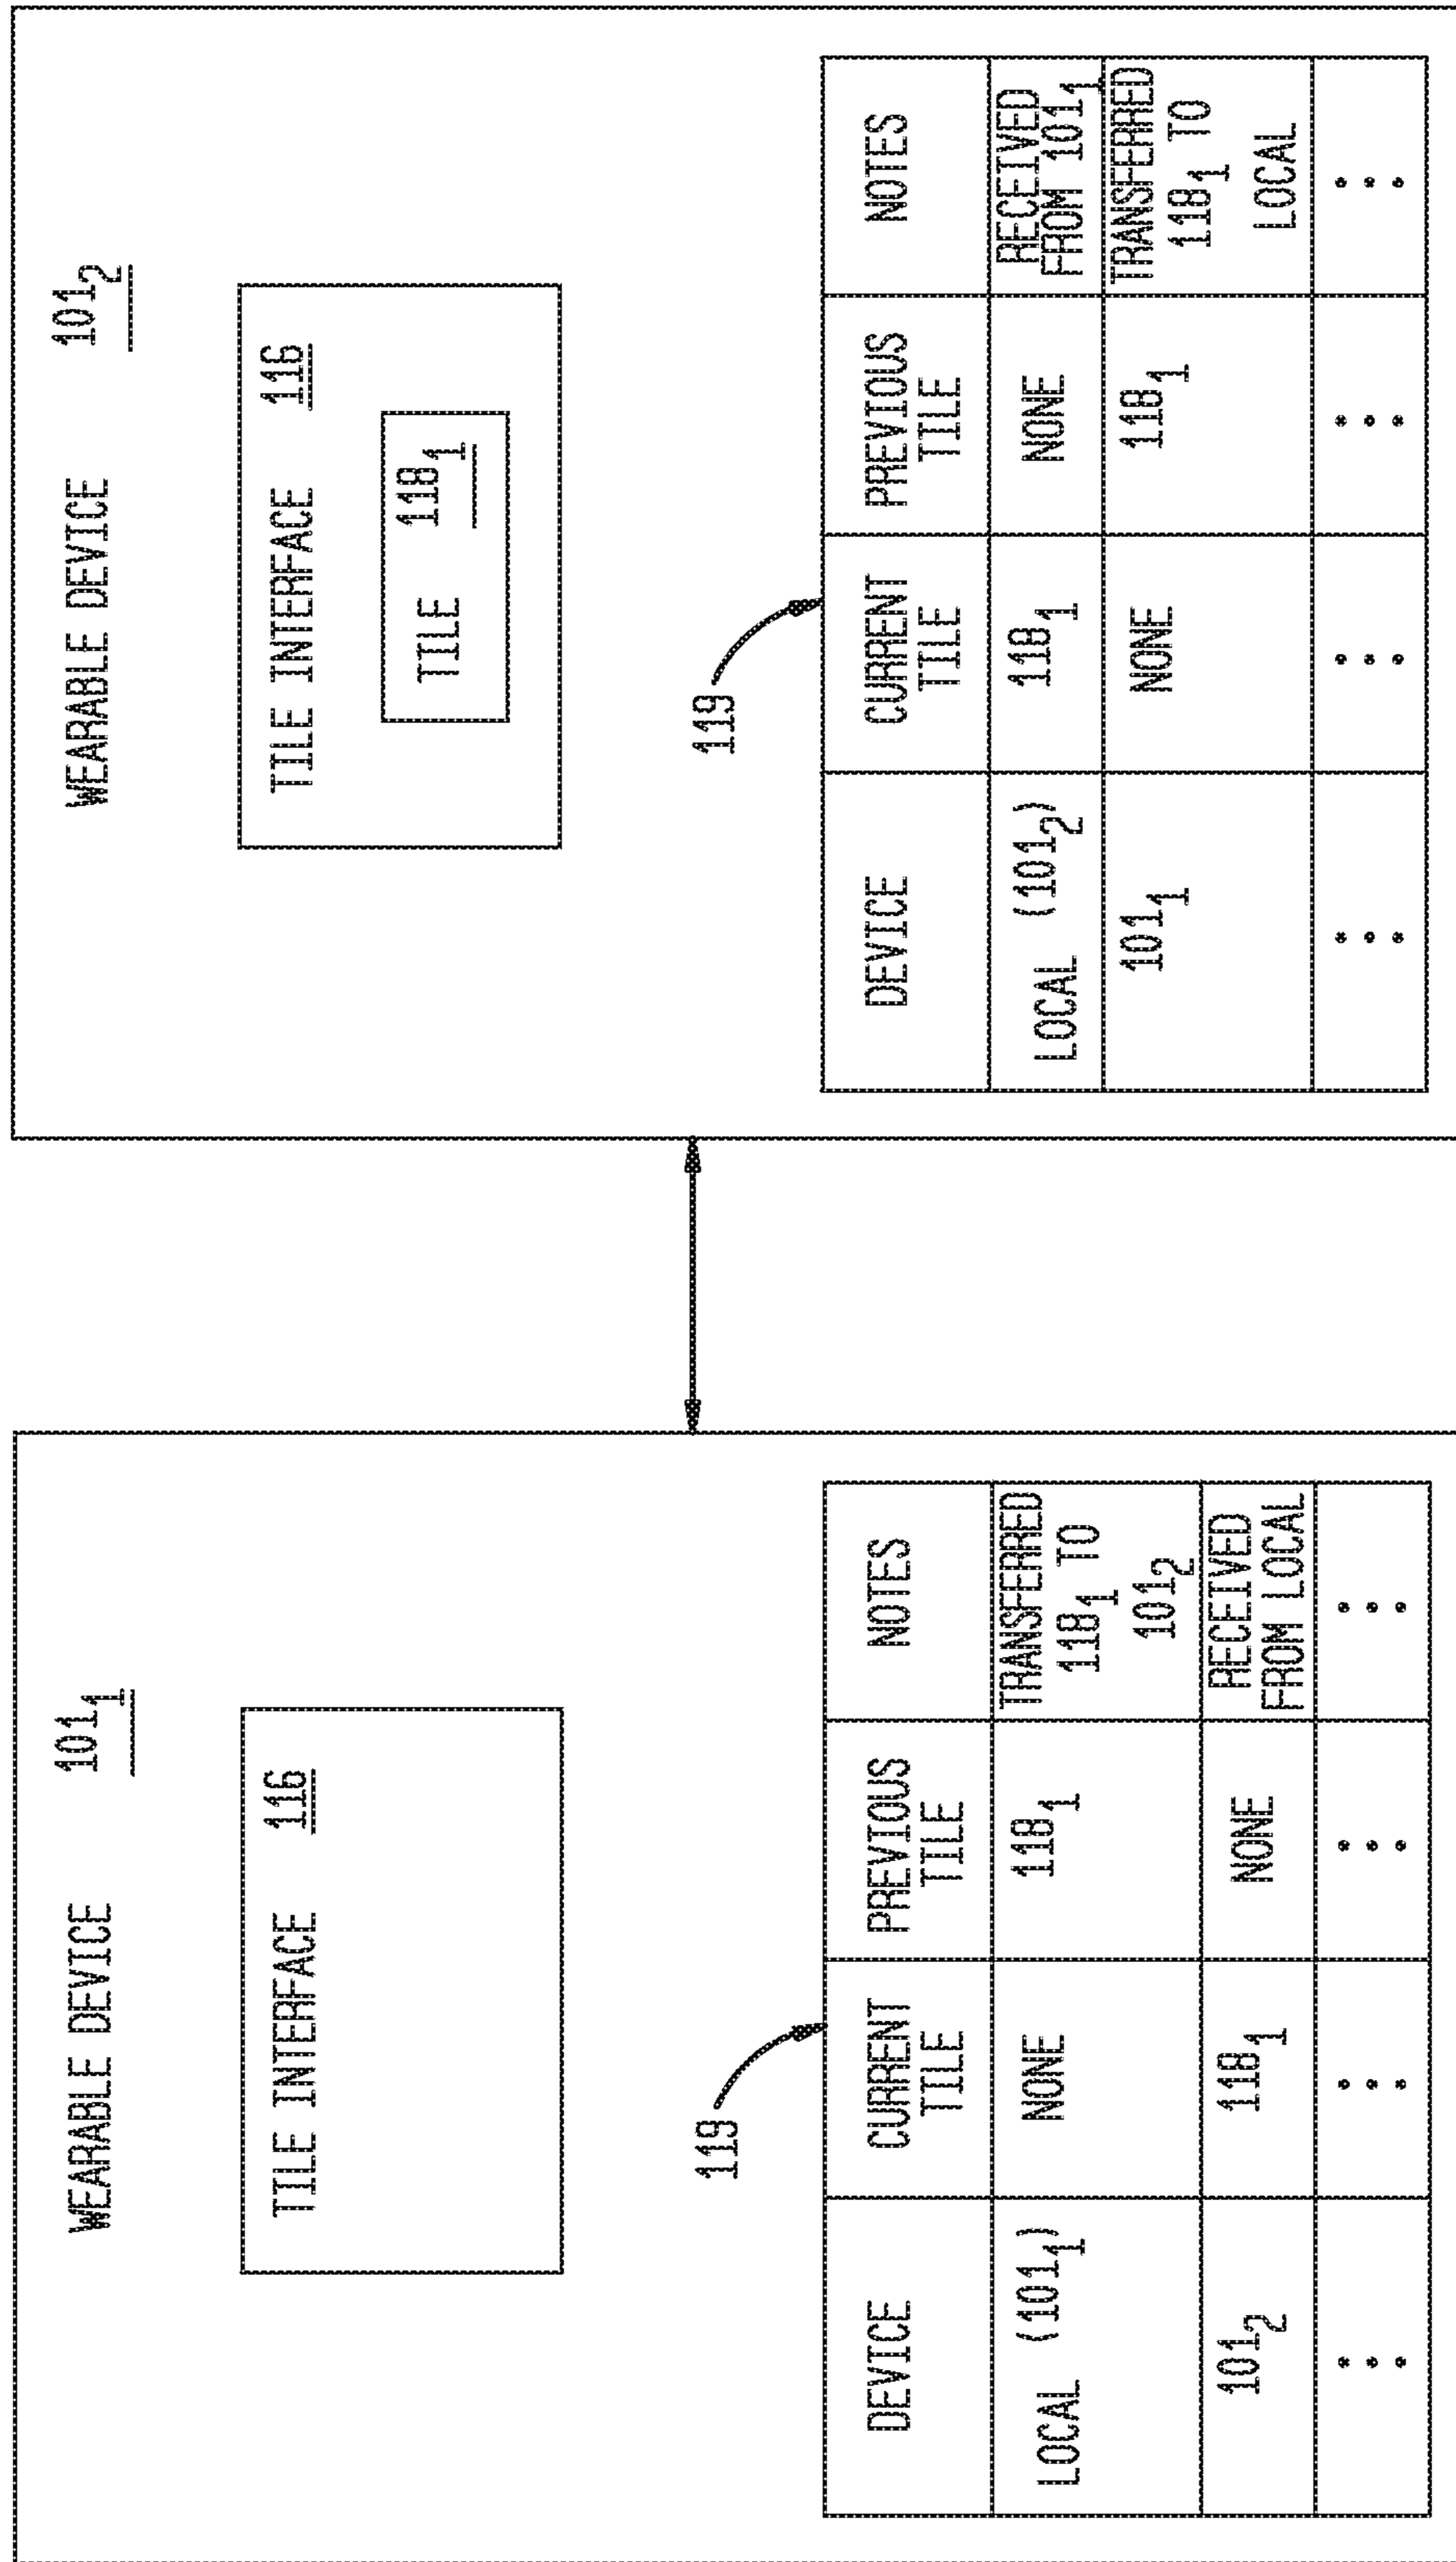 WEARABLE DEVICE 101₁
TILE INTERFACE 116
119
DEVICE
CURRENT
TILE
PREVIOUS
TILE
NOTES
LOCAL (101₁)
NONE
118₁
TRANSFERRED
118₁ TO
101₂
101₂
118₁
NONE
RECEIVED
FROM LOCAL
WEARABLE DEVICE 101₂
TILE INTERFACE 116
TILE 118₁
119
DEVICE
CURRENT
TILE
PREVIOUS
TILE
NOTES
LOCAL (101₂)
118₁
NONE
RECEIVED
FROM 101₁
101₁
NONE
118₁
TRANSFERRED
118₁ TO
LOCAL